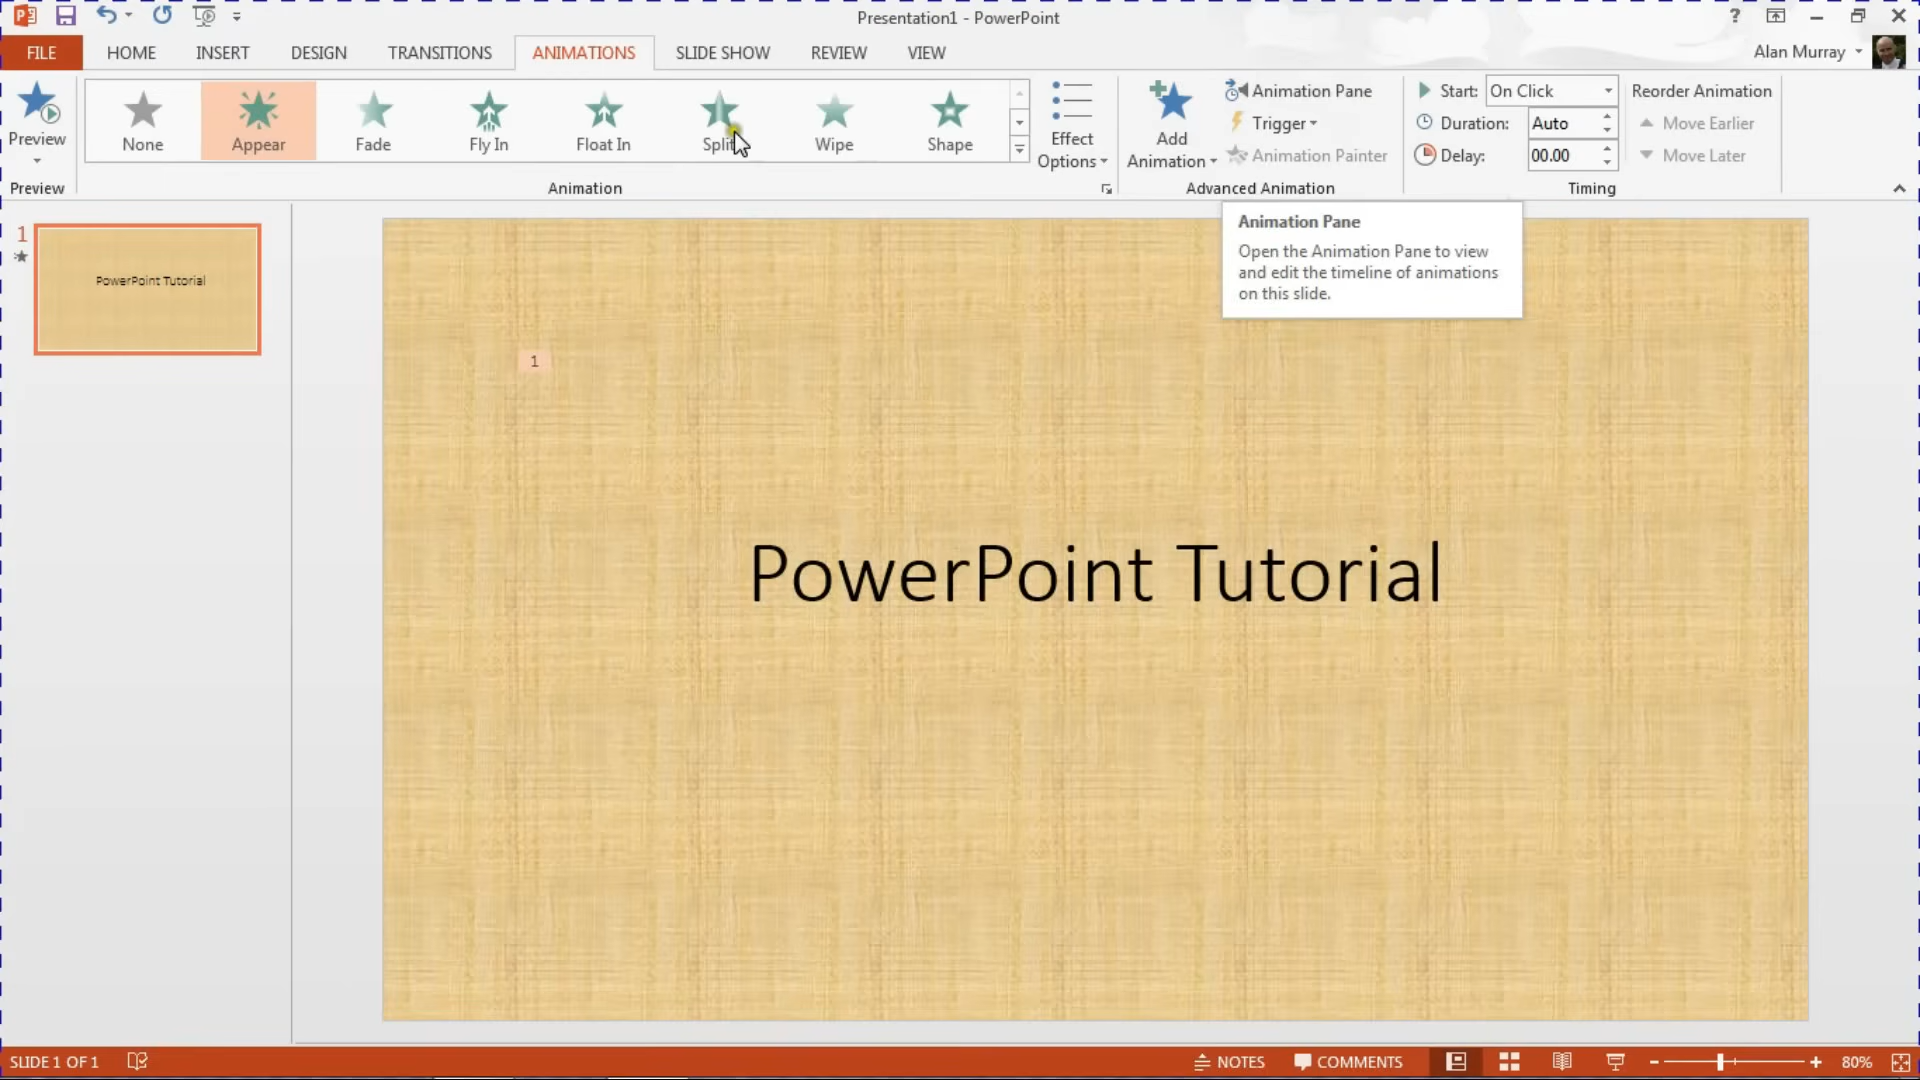 Presentation1 - PowerPoint
FILE HOME INSERT DESIGN TRANSITIONS ANIMATIONS SLIDE SHOW REVIEW VIEW Alan Murray
Preview
None Appear Fade Fly In Float In Split Wipe Shape
Effect Options
Add Animation
Animation Pane
Trigger
Animation Painter
Start: On Click
Duration: Auto
Delay: 00.00
Reorder Animation
Move Earlier
Move Later
Preview Animation Advanced Animation Timing
Animation Pane
Open the Animation Pane to view
and edit the timeline of animations
on this slide.
1
PowerPoint Tutorial
1
PowerPoint Tutorial
SLIDE 1 OF 1 NOTES COMMENTS 80%